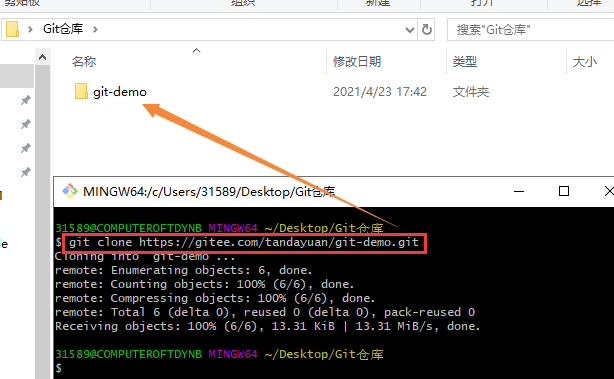 剪贴板 组织 新建 打开 选择
Git仓库
搜索"Git仓库"
名称 修改日期 类型 大小
git-demo 2021/4/23 17:42 文件夹
MINGW64:/c/Users/31589/Desktop/Git仓库
31589@COMPUTEROFTDYNB MINGW64 ~/Desktop/Git仓库
$ git clone https://gitee.com/tandayuan/git-demo.git
Cloning into 'git-demo'...
remote: Enumerating objects: 6, done.
remote: Counting objects: 100% (6/6), done.
remote: Compressing objects: 100% (6/6), done.
remote: Total 6 (delta 0), reused 0 (delta 0), pack-reused 0
Receiving objects: 100% (6/6), 13.31 KiB | 13.31 MiB/s, done.
31589@COMPUTEROFTDYNB MINGW64 ~/Desktop/Git仓库
$